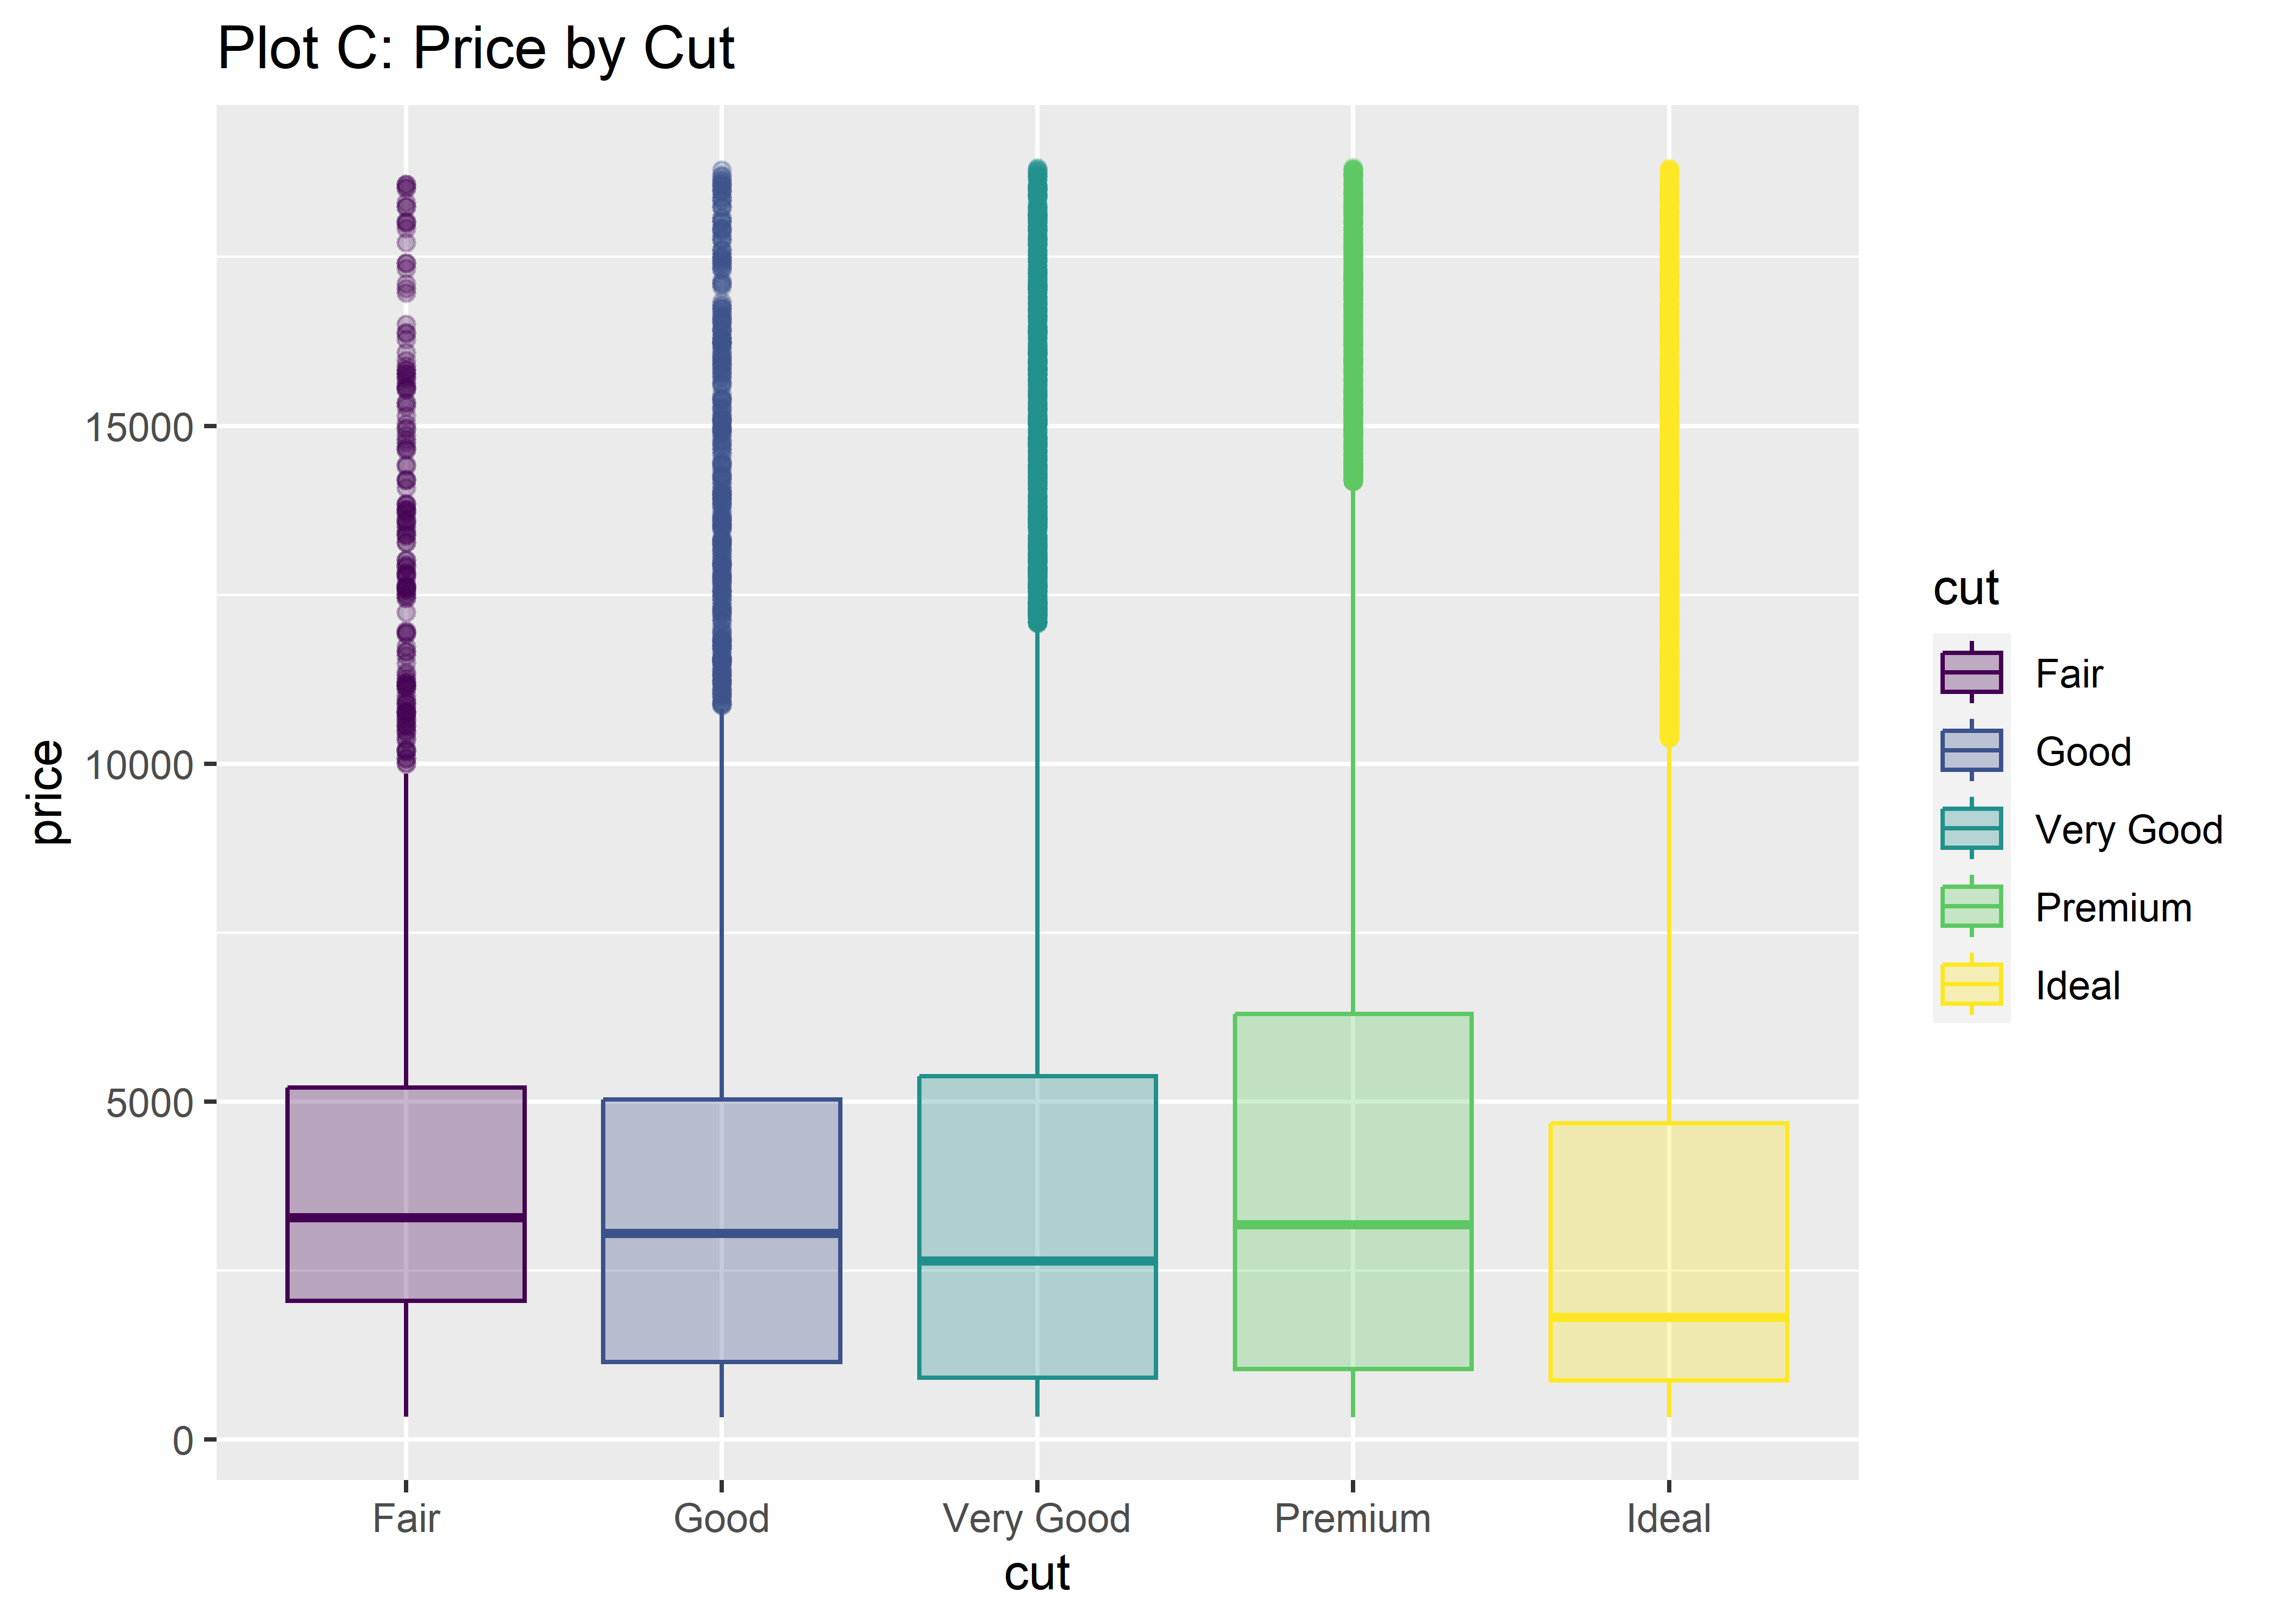 Plot C: Price by Cut
price
15000
10000
5000
0
Fair
Good
Very Good
Premium
Ideal
cut
cut
Fair
Good
Very Good
Premium
Ideal